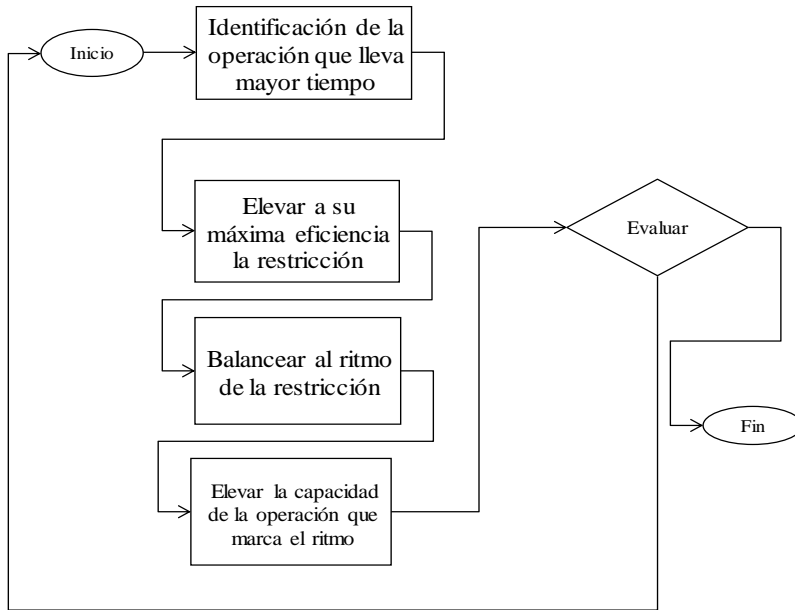 Inicio
Identificación de la
operación que lleva
mayor tiempo
Elevar a su
máxima eficiencia
la restricción
Evaluar
Balancear al ritmo
de la restricción
Fin
Elevar la capacidad
de la operación que
marca el ritmo